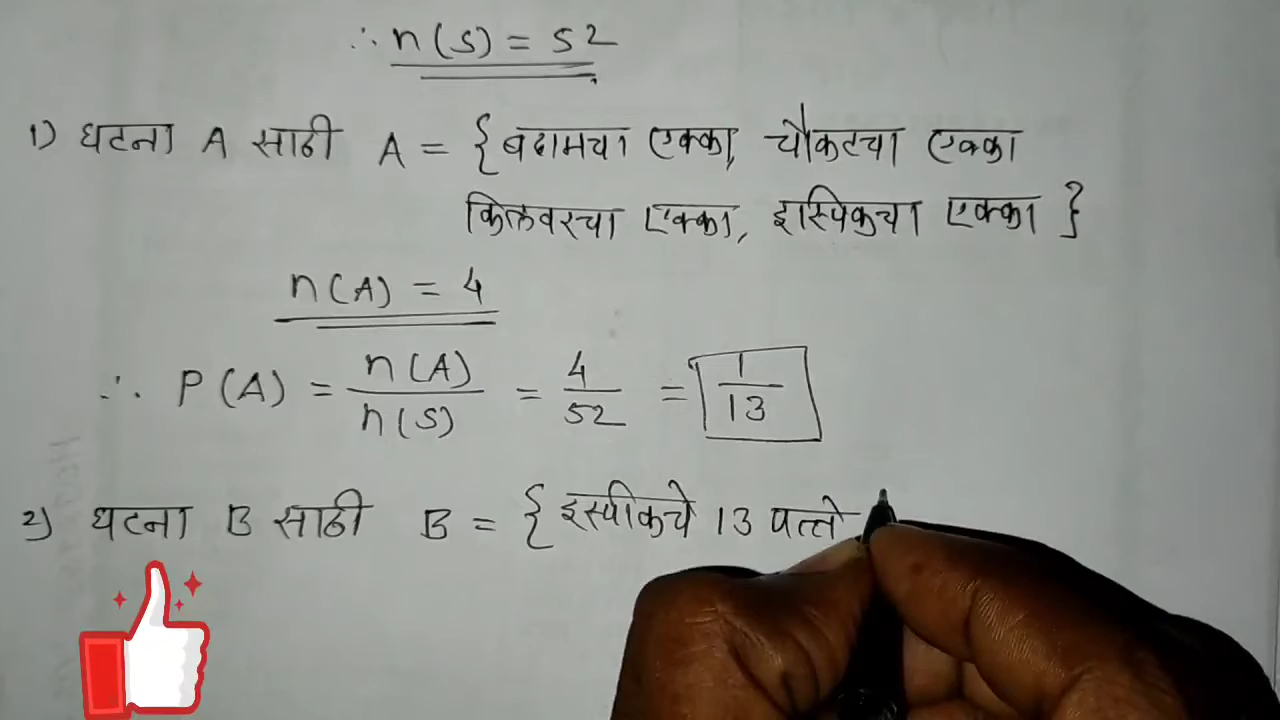 ∴ n(S) = 52
1) घटना A साठी A = { बदामचा एक्का, चौकटचा एक्का
किलवरचा एक्का, इस्पिकचा एक्का }
n(A) = 4
∴ P(A) = n(A)/n(S) = 4/52 = 1/13
2) घटना B साठी B = { इस्पीकचे 13 पत्ते